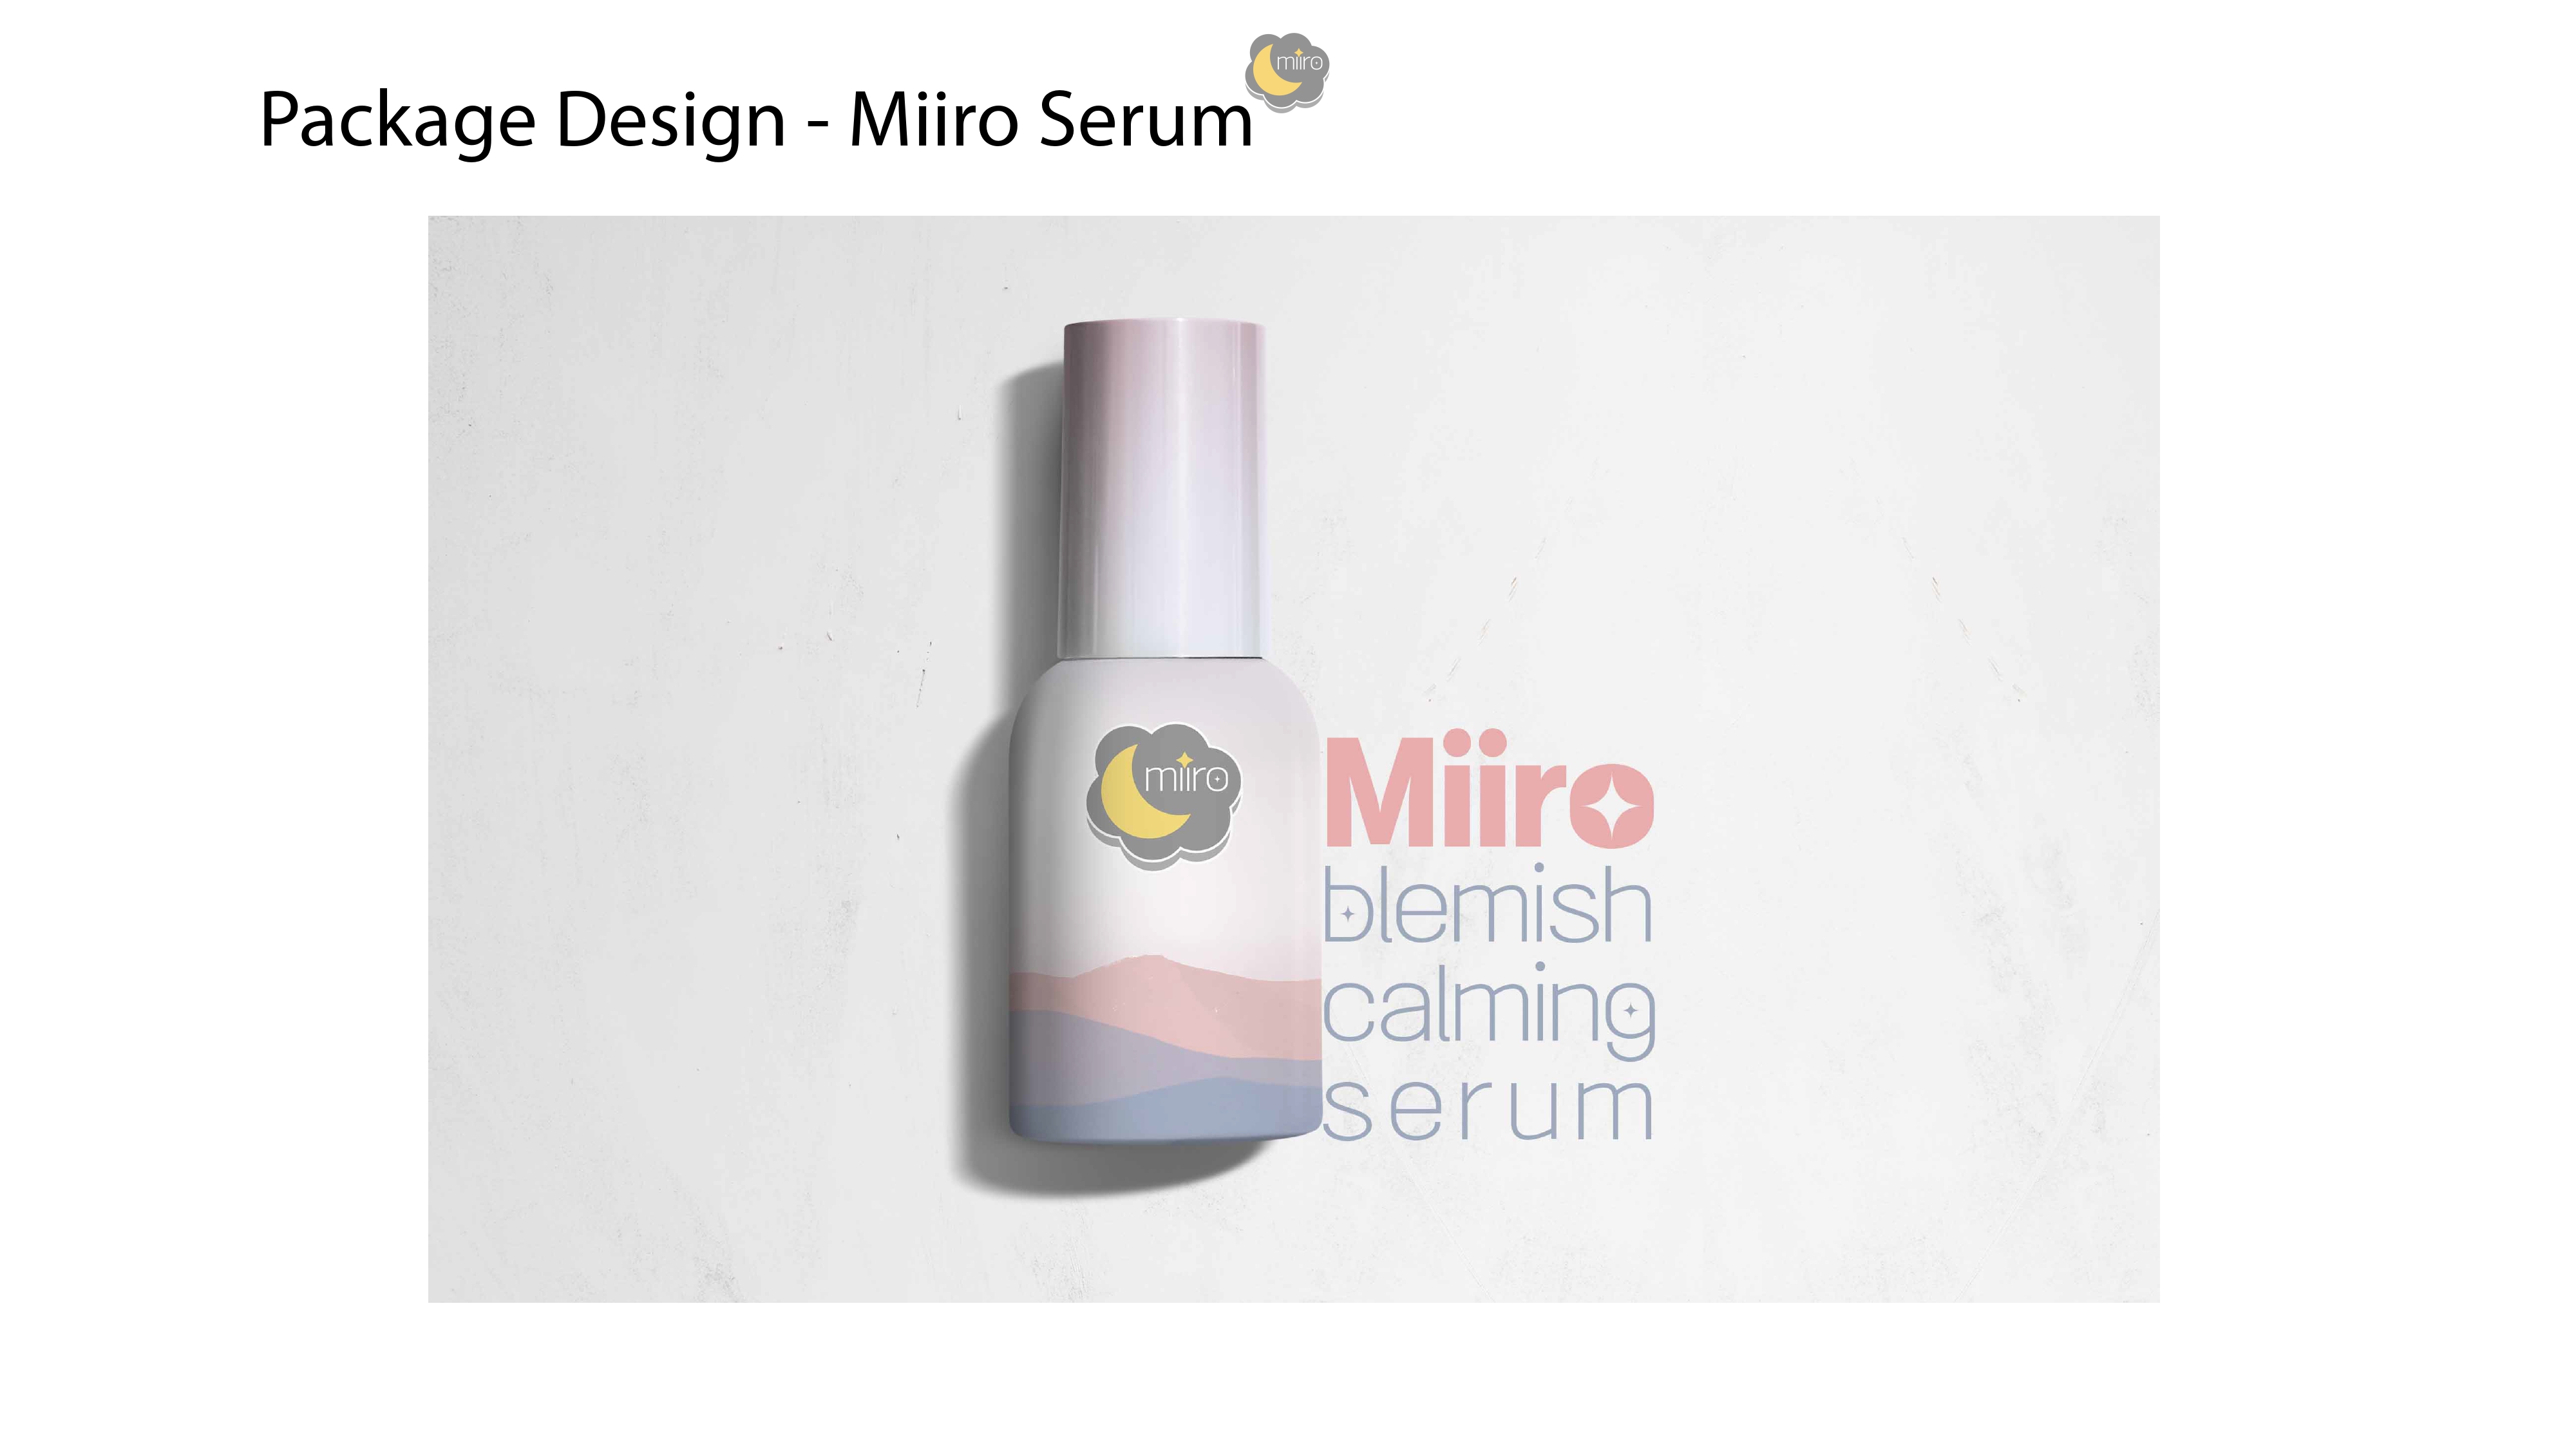 Package Design - Miiro Serum
miiro
miiro
Miiro
blemish
calming
serum